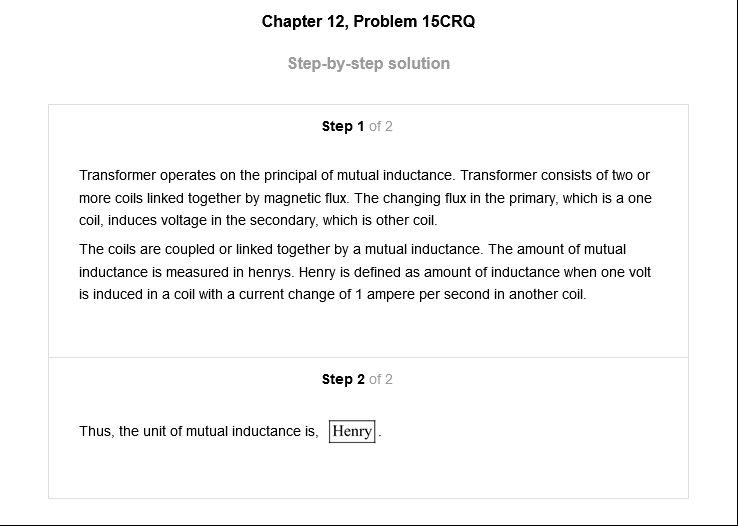 Chapter 12, Problem 15CRQ
Step-by-step solution
Step 1 of 2
Transformer operates on the principal of mutual inductance. Transformer consists of two or
more coils linked together by magnetic flux. The changing flux in the primary, which is a one
coil, induces voltage in the secondary, which is other coil.
The coils are coupled or linked together by a mutual inductance. The amount of mutual
inductance is measured in henrys. Henry is defined as amount of inductance when one volt
is induced in a coil with a current change of 1 ampere per second in another coil.
Step 2 of 2
Thus, the unit of mutual inductance is, Henry.